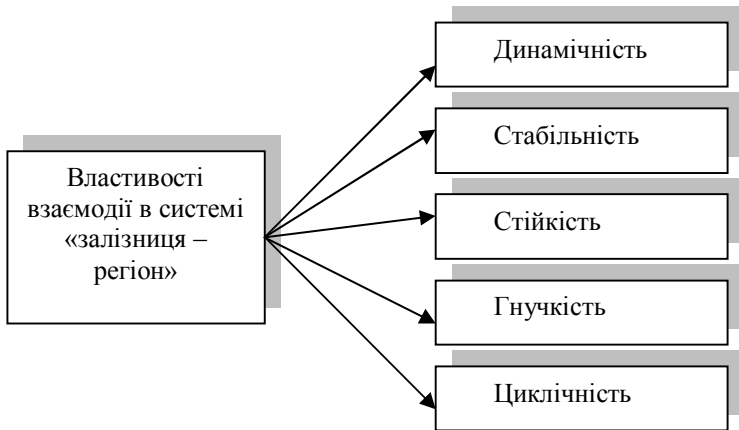 Властивості
взаємодії в системі
«залізниця –
регіон»
Динамічність
Стабільність
Стійкість
Гнучкість
Циклічність